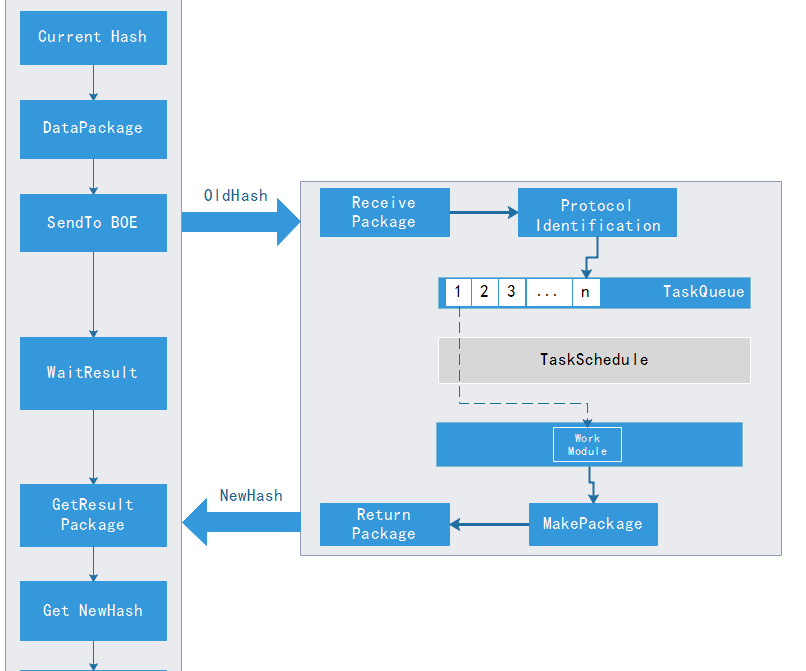 Current Hash
DataPackage
SendTo BOE
WaitResult
GetResult
Package
Get NewHash
OldHash
NewHash
Receive
Package
Protocol
Identification
1 2 3 ... n TaskQueue
TaskSchedule
Work
Module
MakePackage
Return
Package